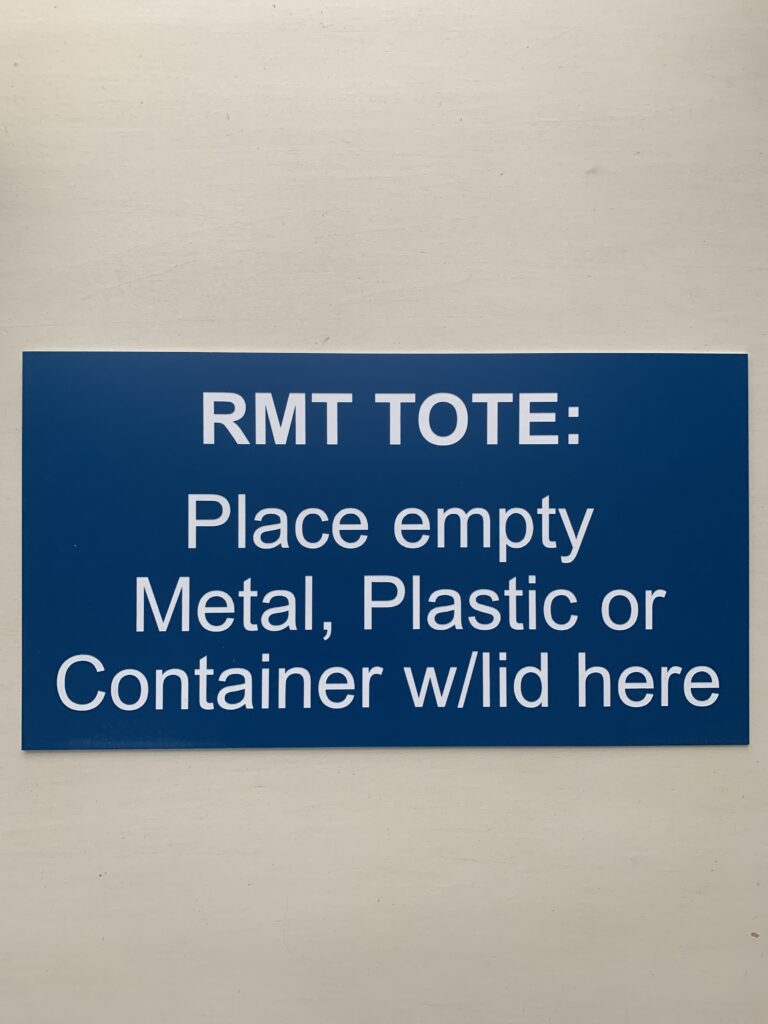 RMT TOTE:
Place empty
Metal, Plastic or
Container w/lid here